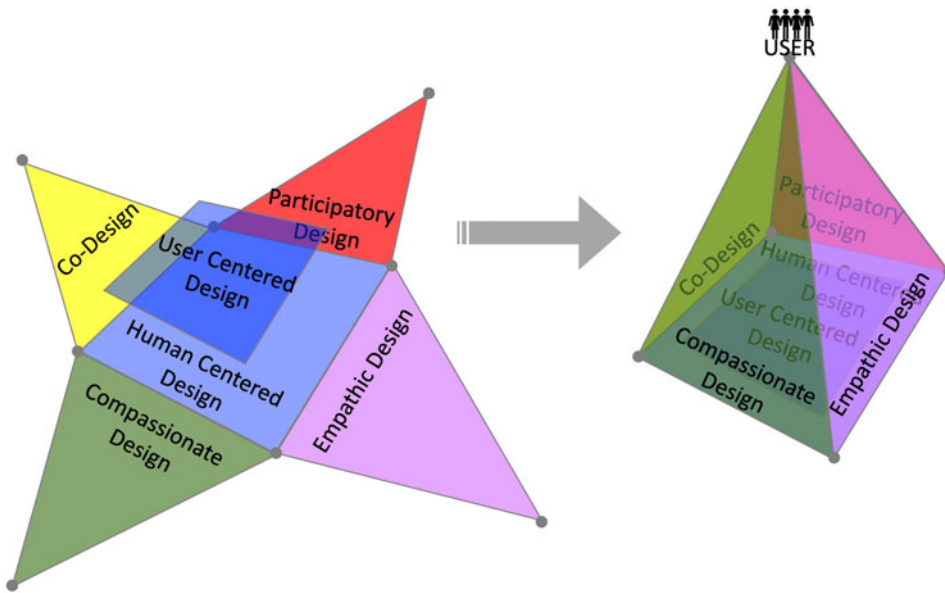 Participatory
Design
Co-Design
User Centered
Design
Human Centered
Design
Empathic Design
Compassionate
Design
USER
Participatory
Design
Co-Design
Human Centered
Design
User Centered
Design
Compassionate
Design
Empathic Design